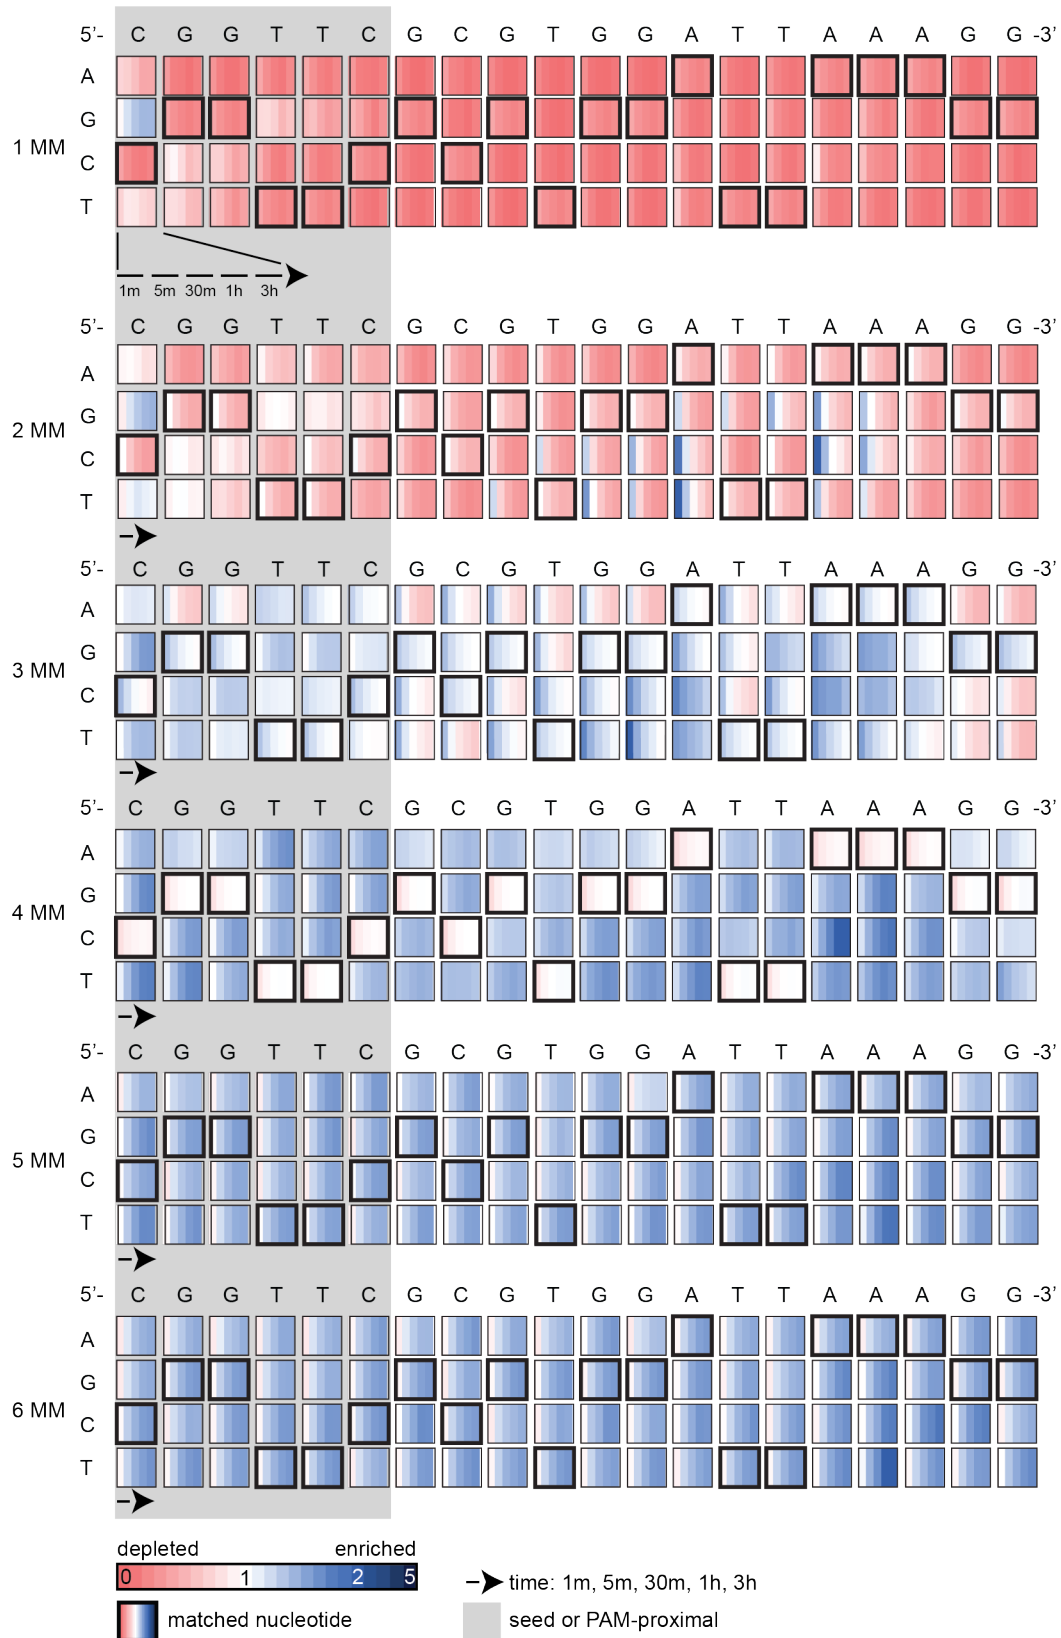 5’- C G G T T C G C G T G G A T T A A A G G -3’
A
G
1 MM
C
T
1m 5m 30m 1h 3h
5’- C G G T T C G C G T G G A T T A A A G G -3’
A
G
2 MM
C
T
5’- C G G T T C G C G T G G A T T A A A G G -3’
A
G
3 MM
C
T
5’- C G G T T C G C G T G G A T T A A A G G -3’
A
G
4 MM
C
T
5’- C G G T T C G C G T G G A T T A A A G G -3’
A
G
5 MM
C
T
5’- C G G T T C G C G T G G A T T A A A G G -3’
A
G
6 MM
C
T
depleted enriched
0 1 2 5
time: 1m, 5m, 30m, 1h, 3h
matched nucleotide
seed or PAM-proximal